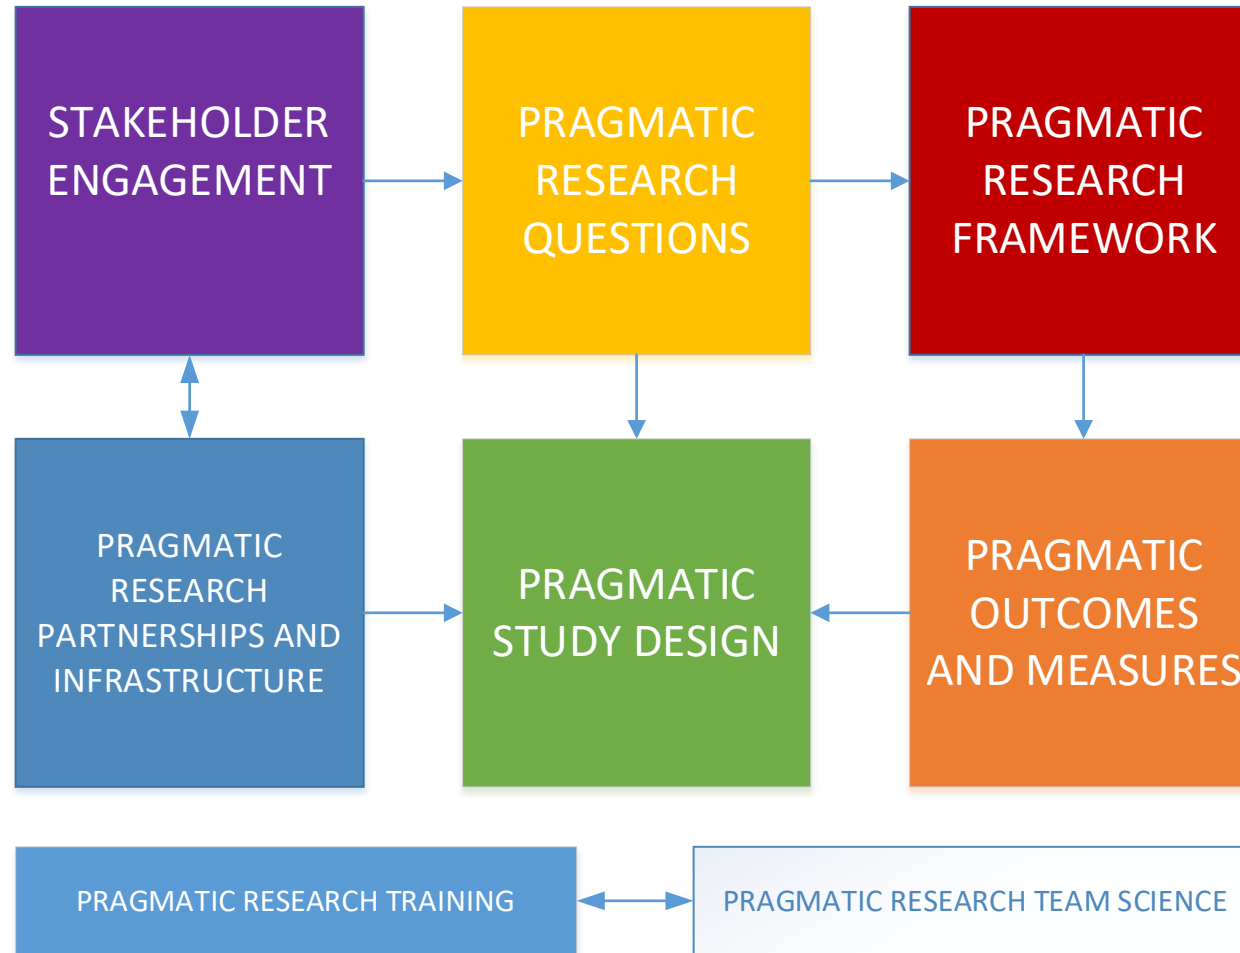 STAKEHOLDER
ENGAGEMENT
PRAGMATIC
RESEARCH
QUESTIONS
PRAGMATIC
RESEARCH
FRAMEWORK
PRAGMATIC
RESEARCH
PARTNERSHIPS AND
INFRASTRUCTURE
PRAGMATIC
STUDY DESIGN
PRAGMATIC
OUTCOMES
AND MEASURES
PRAGMATIC RESEARCH TRAINING
PRAGMATIC RESEARCH TEAM SCIENCE